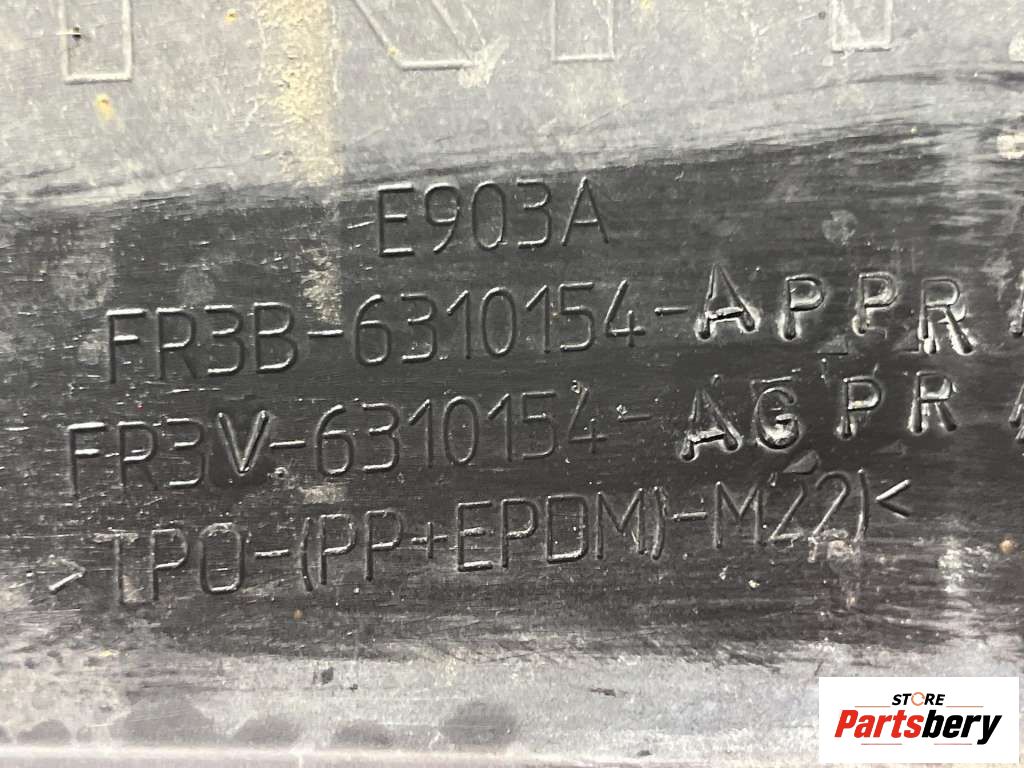 E903A
FR3B-6310154-APPR
FR3V-6310154-AGPR
>TPO-(PP+EPDM)-M22)<
STORE
Partsbery